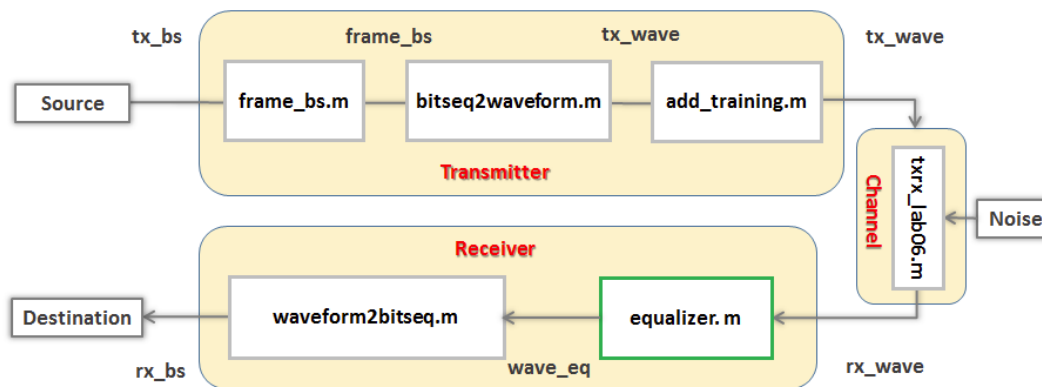 tx_bs
frame_bs
tx_wave
tx_wave
Source
frame_bs.m
bitseq2waveform.m
add_training.m
Transmitter
Channel
txrx_lab06.m
Noise
Receiver
Destination
waveform2bitseq.m
equalizer. m
rx_bs
wave_eq
rx_wave